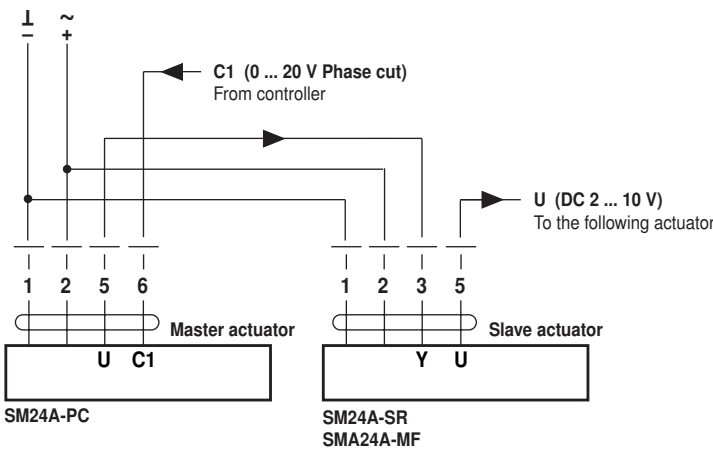 ⊥ ~
− +
C1 (0 ... 20 V Phase cut)
From controller
U (DC 2 ... 10 V)
To the following actuator
1 2 5 6
1 2 3 5
Master actuator
Slave actuator
U C1
Y U
SM24A-PC
SM24A-SR
SMA24A-MF